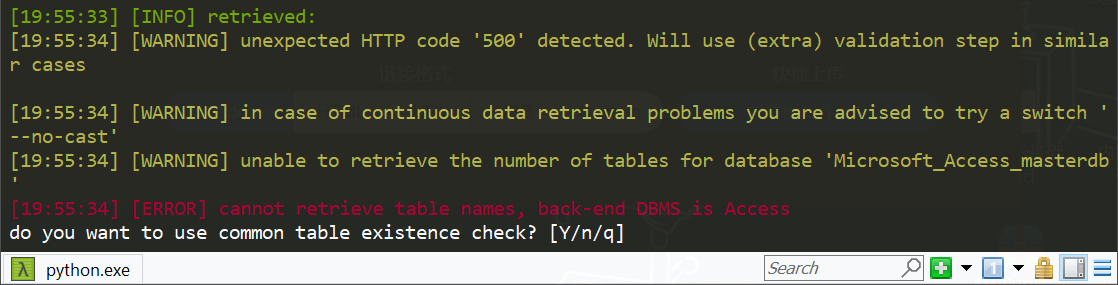 [19:55:33] [INFO] retrieved:
[19:55:34] [WARNING] unexpected HTTP code '500' detected. Will use (extra) validation step in simila
r cases
[19:55:34] [WARNING] in case of continuous data retrieval problems you are advised to try a switch '
--no-cast'
[19:55:34] [WARNING] unable to retrieve the number of tables for database 'Microsoft_Access_masterdb
'
[19:55:34] [ERROR] cannot retrieve table names, back-end DBMS is Access
do you want to use common table existence check? [Y/n/q]
λ python.exe Search 1